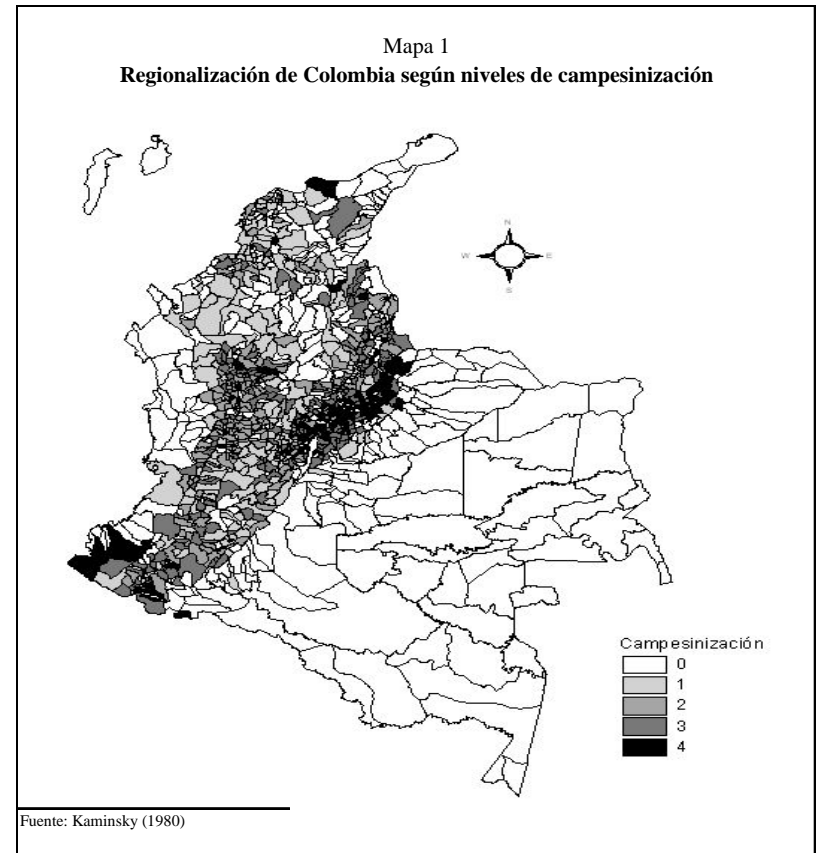 Mapa 1
Regionalización de Colombia según niveles de campesinización
N
W E
S
Campesinización
0
1
2
3
4
Fuente: Kaminsky (1980)